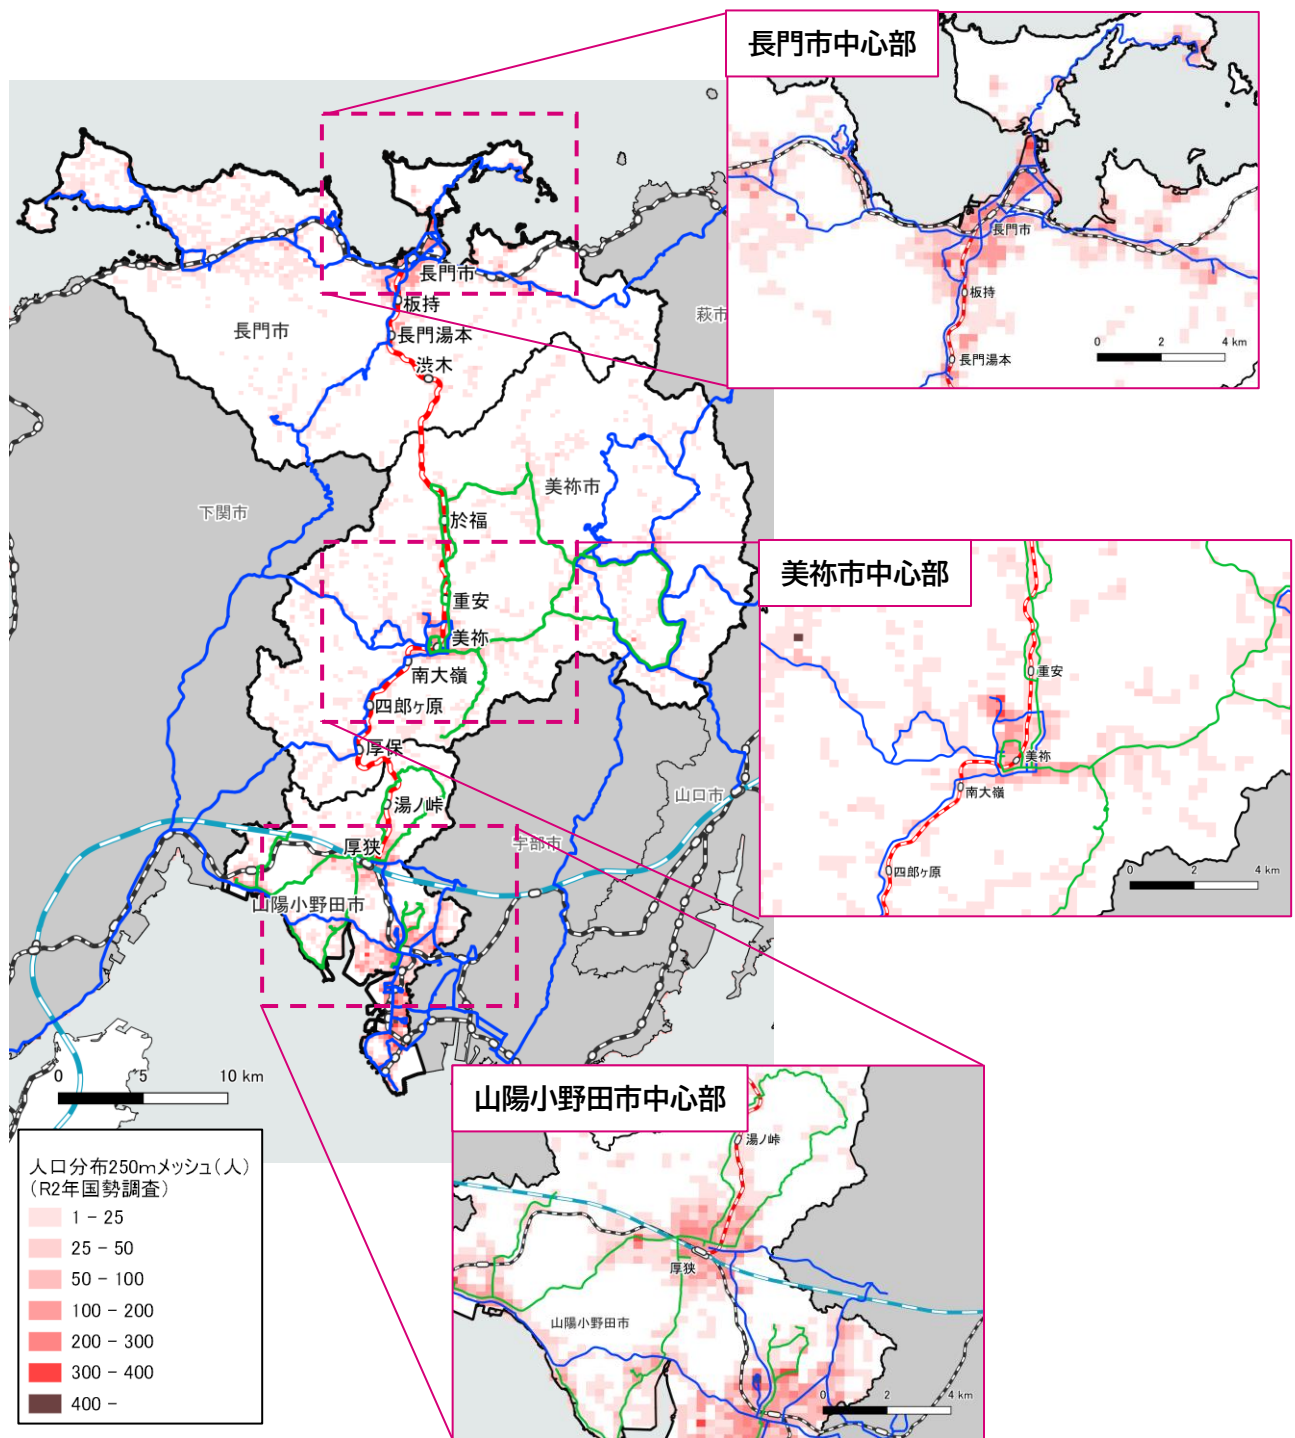 長門市中心部
長門市
板持
長門湯本
0 2 4 km
長門市
板持
長門湯本
渋木
長門市
萩市
美祢市
下関市
於福
重安
美祢
南大嶺
四郎ヶ原
厚保
湯ノ峠
厚狭
山陽小野田市
宇部市
山口市
0 5 10 km
美祢市中心部
重安
美祢
南大嶺
四郎ヶ原
0 2 4 km
山陽小野田市中心部
湯ノ峠
厚狭
山陽小野田市
0 2 4 km
人口分布250mメッシュ(人)
(R2年国勢調査)
1 - 25
25 - 50
50 - 100
100 - 200
200 - 300
300 - 400
400 -